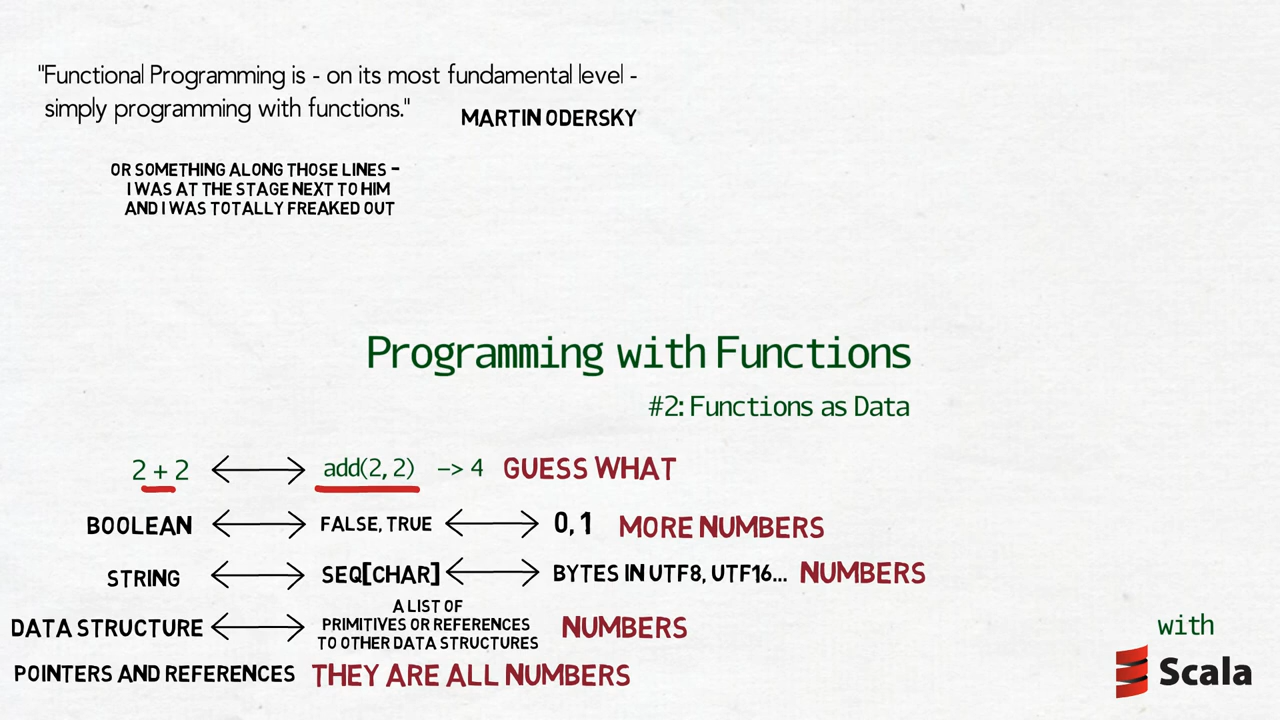 "Functional Programming is - on its most fundamental level -
simply programming with functions."
MARTIN ODERSKY
OR SOMETHING ALONG THOSE LINES -
I WAS AT THE STAGE NEXT TO HIM
AND I WAS TOTALLY FREAKED OUT
Programming with Functions
#2: Functions as Data
2 + 2 ⟷ add(2, 2) -> 4 GUESS WHAT
BOOLEAN ⟷ FALSE, TRUE ⟷ 0, 1 MORE NUMBERS
STRING ⟷ SEQ[CHAR] ⟷ BYTES IN UTF8, UTF16... NUMBERS
DATA STRUCTURE ⟷ A LIST OF
PRIMITIVES OR REFERENCES
TO OTHER DATA STRUCTURES
NUMBERS
POINTERS AND REFERENCES THEY ARE ALL NUMBERS
with
Scala